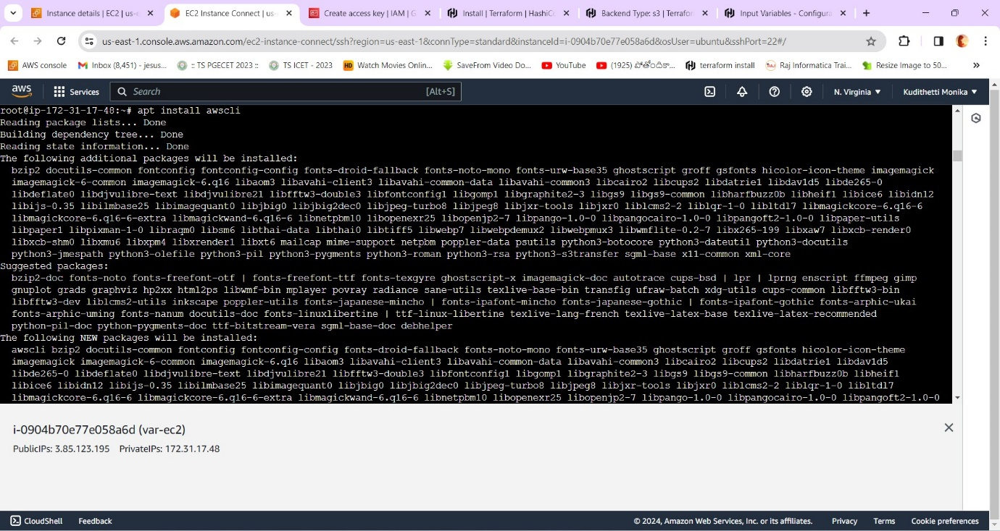 Instance details | EC2 | us-e
EC2 Instance Connect | us-
Create access key | IAM | G
Install | Terraform | HashiCo
Backend Type: s3 | Terrafor
Input Variables - Configura
us-east-1.console.aws.amazon.com/ec2-instance-connect/ssh?region=us-east-1&connType=standard&instanceId=i-0904b70e77e058a6d&osUser=ubuntu&sshPort=22#/
AWS console
Inbox (8,451) - jesus...
:: TS PGECET 2023 ::
TS ICET - 2023
HD Watch Movies Onlin...
SaveFrom Video Do...
YouTube
terraform install
Raj Informatica Trai...
Resize Image to 50...
aws
Services
Search
[Alt+S]
N. Virginia
Kudithetti Monika
root@ip-172-31-17-48:~# apt install awscli
Reading package lists... Done
Building dependency tree... Done
Reading state information... Done
The following additional packages will be installed:
bzip2 docutils-common fontconfig fontconfig-config fonts-droid-fallback fonts-noto-mono fonts-urw-base35 ghostscript groff gsfonts hicolor-icon-theme imagemagick
imagemagick-6-common imagemagick-6.q16 libaom3 libavahi-client3 libavahi-common-data libavahi-common3 libcairo2 libcups2 libdatrie1 libdav1d5 libde265-0
libdeflate0 libdjvulibre-text libdjvulibre21 libfftw3-double3 libfontconfig1 libgomp1 libgraphite2-3 libgs9 libgs9-common libharfbuzz0b libheif1 libice6 libidn12
libijs-0.35 libilmbase25 libimagequant0 libjbig0 libjbig2dec0 libjpeg-turbo8 libjpeg8 libjxr-tools libjxr0 liblcms2-2 liblqr-1-0 libltdl7 libmagickcore-6.q16-6
libmagickcore-6.q16-6-extra libmagickwand-6.q16-6 libnetpbm10 libopenexr25 libopenjp2-7 libpango-1.0-0 libpangocairo-1.0-0 libpangoft2-1.0-0 libpaper-utils
libpaper1 libpixman-1-0 libraqm0 libsm6 libthai-data libthai0 libtiff5 libwebp7 libwebpdemux2 libwebpmux3 libwmflite-0.2-7 libx265-199 libxaw7 libxcb-render0
libxcb-shm0 libxmu6 libxpm4 libxrender1 libxt6 mailcap mime-support netpbm poppler-data psutils python3-botocore python3-dateutil python3-docutils
python3-jmespath python3-olefile python3-pil python3-pygments python3-roman python3-rsa python3-s3transfer sgml-base x11-common xml-core
Suggested packages:
bzip2-doc fonts-noto fonts-freefont-otf | fonts-freefont-ttf fonts-texgyre ghostscript-x imagemagick-doc autotrace cups-bsd | lpr | lprng enscript ffmpeg gimp
gnuplot grads graphviz hp2xx html2ps libwmf-bin mplayer povray radiance sane-utils texlive-base-bin transfig ufraw-batch xdg-utils cups-common libfftw3-bin
libfftw3-dev liblcms2-utils inkscape poppler-utils fonts-japanese-mincho | fonts-ipafont-mincho fonts-japanese-gothic | fonts-ipafont-gothic fonts-arphic-ukai
fonts-arphic-uming fonts-nanum docutils-doc fonts-linuxlibertine | ttf-linux-libertine texlive-lang-french texlive-latex-base texlive-latex-recommended
python-pil-doc python-pygments-doc ttf-bitstream-vera sgml-base-doc debhelper
The following NEW packages will be installed:
awscli bzip2 docutils-common fontconfig fontconfig-config fonts-droid-fallback fonts-noto-mono fonts-urw-base35 ghostscript groff gsfonts hicolor-icon-theme
imagemagick imagemagick-6-common imagemagick-6.q16 libaom3 libavahi-client3 libavahi-common-data libavahi-common3 libcairo2 libcups2 libdatrie1 libdav1d5
libde265-0 libdeflate0 libdjvulibre-text libdjvulibre21 libfftw3-double3 libfontconfig1 libgomp1 libgraphite2-3 libgs9 libgs9-common libharfbuzz0b libheif1
libice6 libidn12 libijs-0.35 libilmbase25 libimagequant0 libjbig0 libjbig2dec0 libjpeg-turbo8 libjpeg8 libjxr-tools libjxr0 liblcms2-2 liblqr-1-0 libltdl7
libmagickcore-6.q16-6 libmagickcore-6.q16-6-extra libmagickwand-6.q16-6 libnetpbm10 libopenexr25 libopenjp2-7 libpango-1.0-0 libpangocairo-1.0-0 libpangoft2-1.0-0
i-0904b70e77e058a6d (var-ec2)
PublicIPs: 3.85.123.195 PrivateIPs: 172.31.17.48
CloudShell
Feedback
© 2024, Amazon Web Services, Inc. or its affiliates.
Privacy
Terms
Cookie preferences